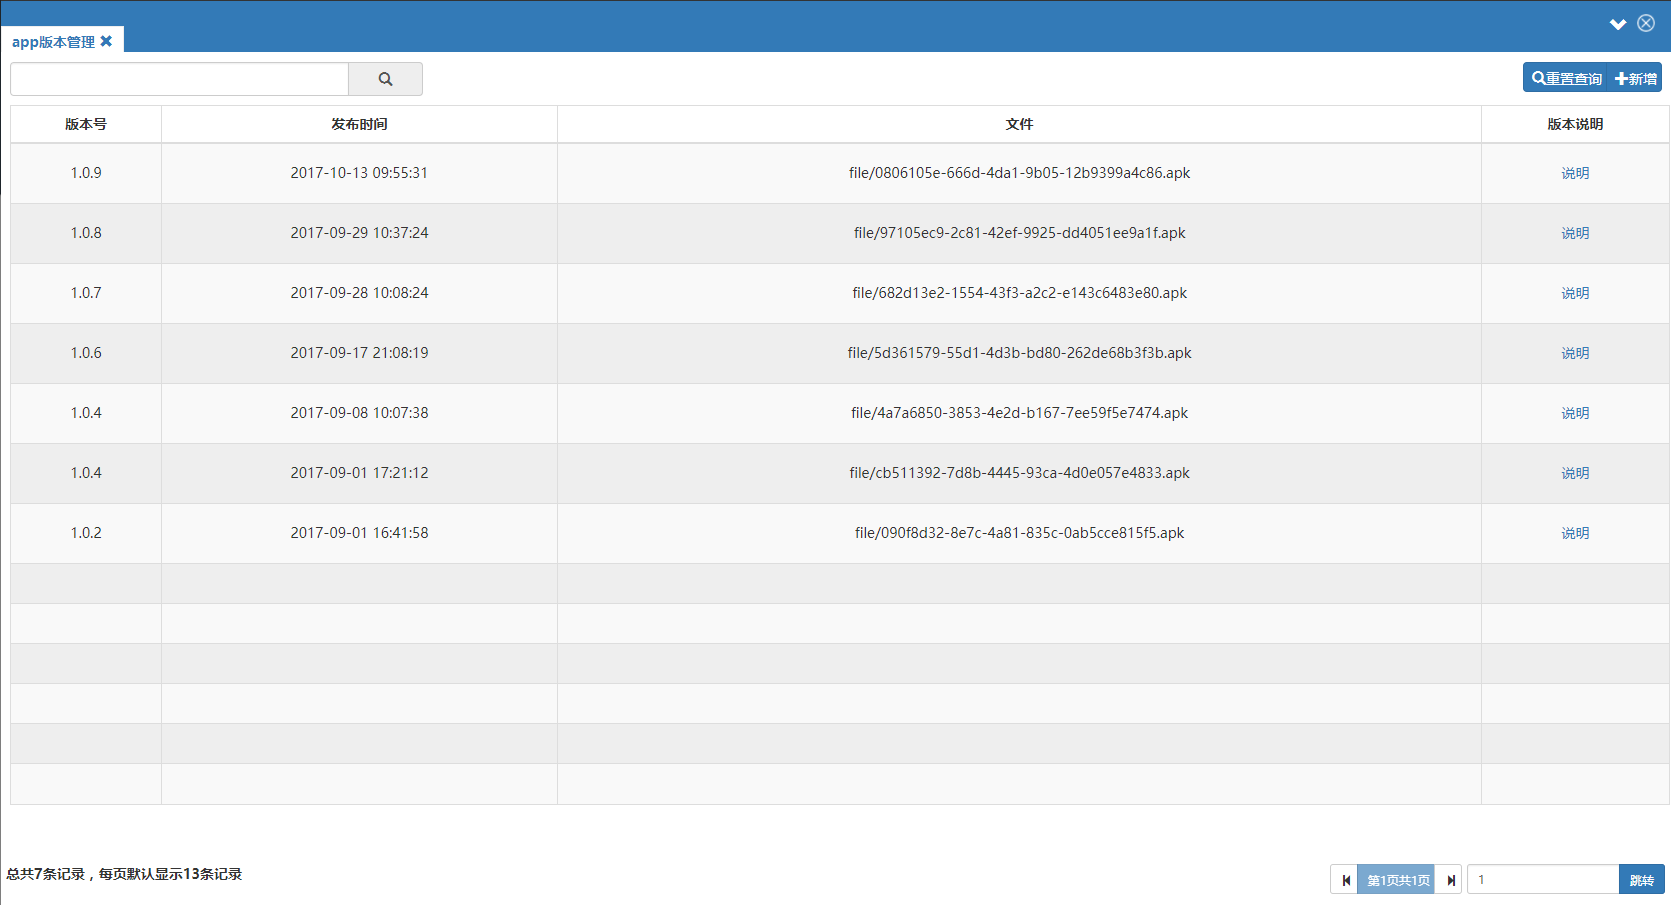 app版本管理
重置查询 新增
版本号 发布时间 文件 版本说明
1.0.9 2017-10-13 09:55:31 file/0806105e-666d-4da1-9b05-12b9399a4c86.apk 说明
1.0.8 2017-09-29 10:37:24 file/97105ec9-2c81-42ef-9925-dd4051ee9a1f.apk 说明
1.0.7 2017-09-28 10:08:24 file/682d13e2-1554-43f3-a2c2-e143c6483e80.apk 说明
1.0.6 2017-09-17 21:08:19 file/5d361579-55d1-4d3b-bd80-262de68b3f3b.apk 说明
1.0.4 2017-09-08 10:07:38 file/4a7a6850-3853-4e2d-b167-7ee59f5e7474.apk 说明
1.0.4 2017-09-01 17:21:12 file/cb511392-7d8b-4445-93ca-4d0e057e4833.apk 说明
1.0.2 2017-09-01 16:41:58 file/090f8d32-8e7c-4a81-835c-0ab5cce815f5.apk 说明
总共7条记录，每页默认显示13条记录 第1页共1页 1 跳转